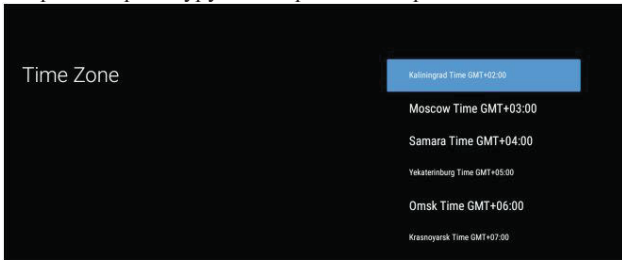 Time Zone
Kaliningrad Time GMT+02:00
Moscow Time GMT+03:00
Samara Time GMT+04:00
Yekaterinburg Time GMT+05:00
Omsk Time GMT+06:00
Krasnoyarsk Time GMT+07:00